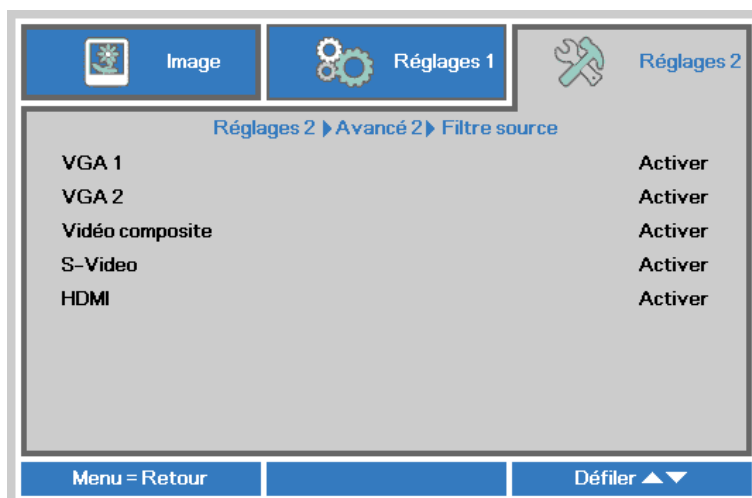 Image
Réglages 1
Réglages 2
Réglages 2 ▶ Avancé 2 ▶ Filtre source
VGA 1 Activer
VGA 2 Activer
Vidéo composite Activer
S-Video Activer
HDMI Activer
Menu = Retour
Défiler ▲▼